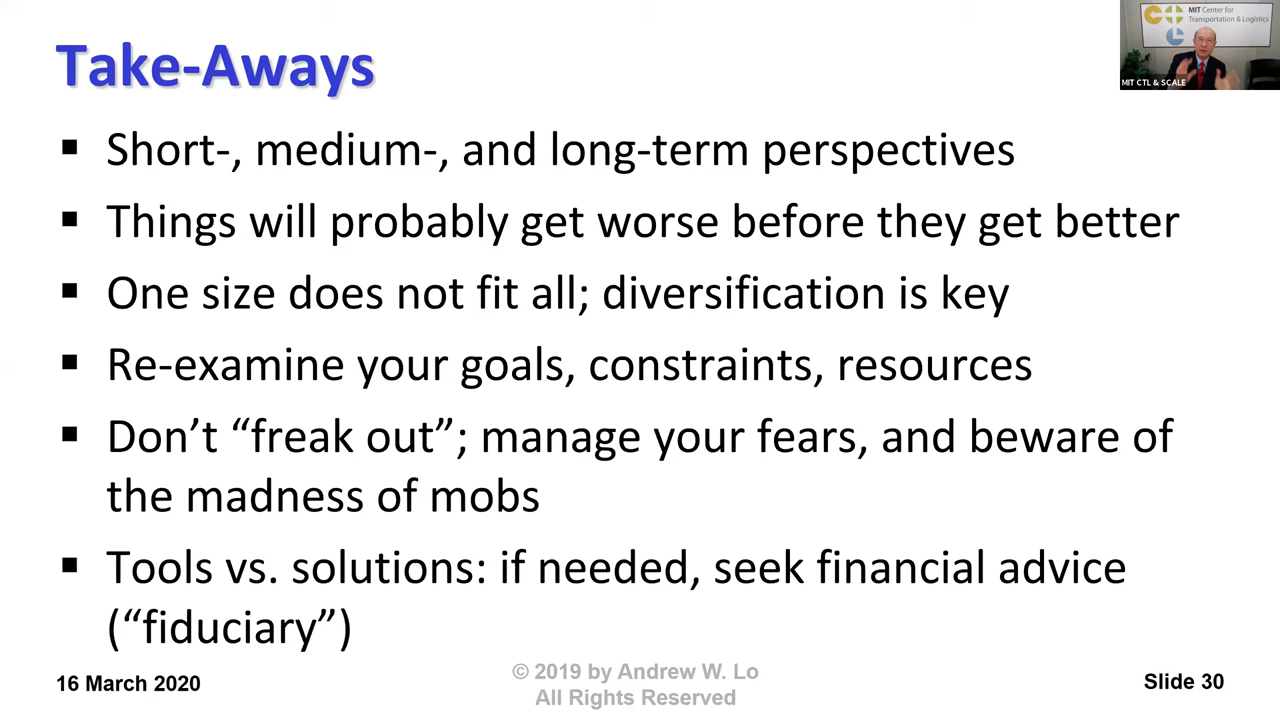 Take-Aways
MIT Center for
Transportation & Logistics
MIT CTL & SCALE
▪ Short-, medium-, and long-term perspectives
▪ Things will probably get worse before they get better
▪ One size does not fit all; diversification is key
▪ Re-examine your goals, constraints, resources
▪ Don’t “freak out”; manage your fears, and beware of
the madness of mobs
▪ Tools vs. solutions: if needed, seek financial advice
(“fiduciary”)
16 March 2020
© 2019 by Andrew W. Lo
All Rights Reserved
Slide 30